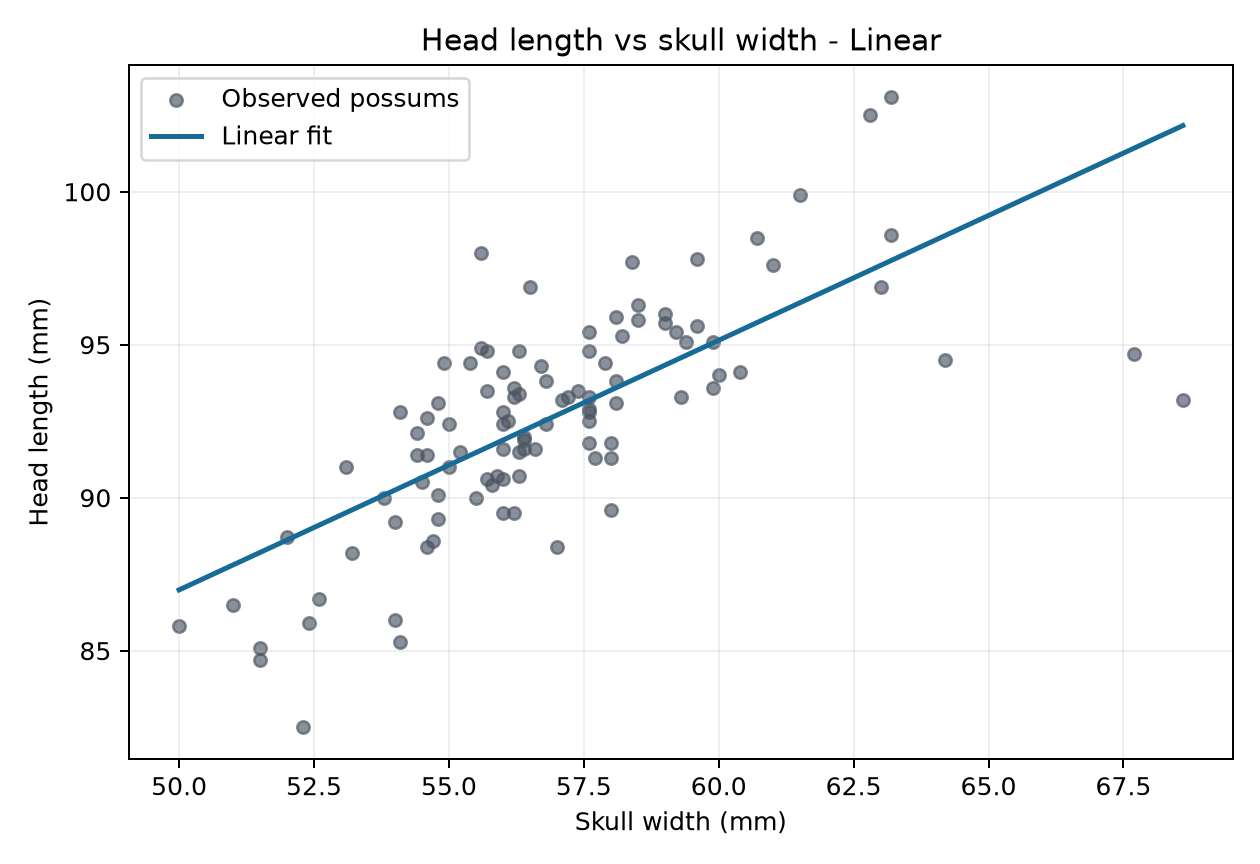 Head length vs skull width - Linear
Observed possums
Linear fit
100
95
90
85
Head length (mm)
50.0 52.5 55.0 57.5 60.0 62.5 65.0 67.5
Skull width (mm)